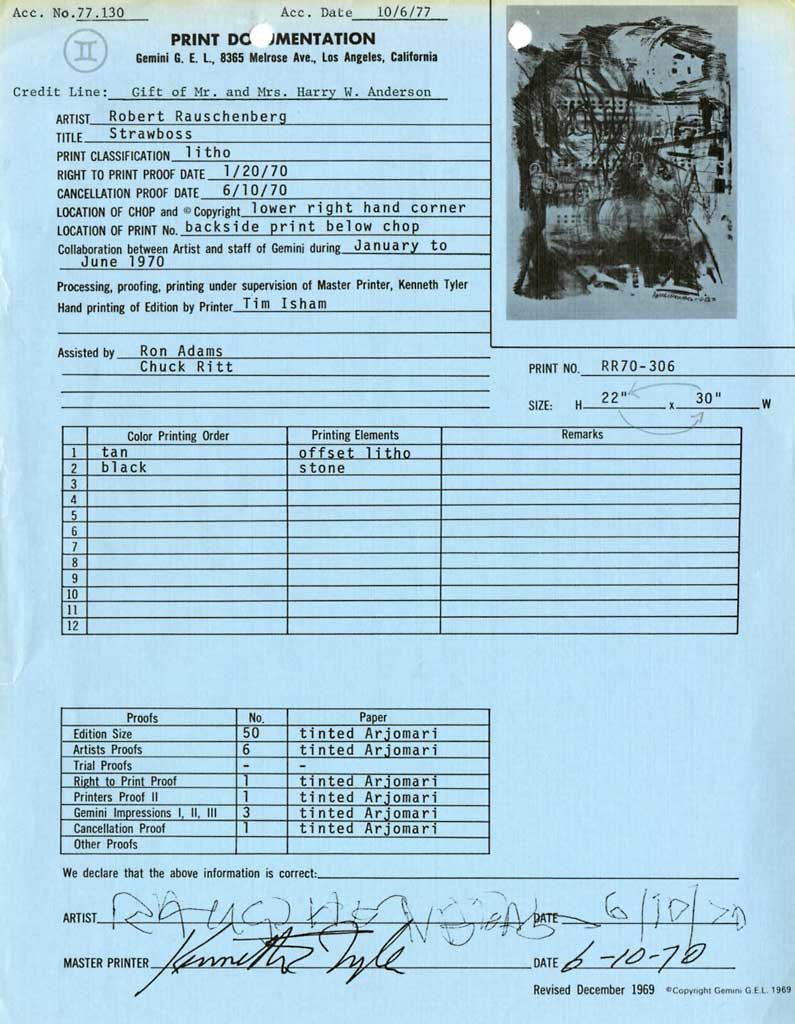 Acc. No.77.130 Acc. Date 10/6/77
PRINT DOCUMENTATION
Gemini G. E. L., 8365 Melrose Ave., Los Angeles, California
Credit Line: Gift of Mr. and Mrs. Harry W. Anderson
ARTIST Robert Rauschenberg
TITLE Strawboss
PRINT CLASSIFICATION litho
RIGHT TO PRINT PROOF DATE 1/20/70
CANCELLATION PROOF DATE 6/10/70
LOCATION OF CHOP and © Copyright lower right hand corner
LOCATION OF PRINT No. backside print below chop
Collaboration between Artist and staff of Gemini during January to
June 1970
Processing, proofing, printing under supervision of Master Printer, Kenneth Tyler
Hand printing of Edition by Printer Tim Isham
Assisted by Ron Adams
Chuck Ritt
PRINT NO. RR70-306
SIZE: H 22" x 30" W
Color Printing Order Printing Elements Remarks
1 tan offset litho
2 black stone
3
4
5
6
7
8
9
10
11
12
Proofs No. Paper
Edition Size 50 tinted Arjomari
Artists Proofs 6 tinted Arjomari
Trial Proofs - -
Right to Print Proof 1 tinted Arjomari
Printers Proof II 1 tinted Arjomari
Gemini Impressions I, II, III 3 tinted Arjomari
Cancellation Proof 1 tinted Arjomari
Other Proofs
We declare that the above information is correct:
ARTIST RAUSCHENBERG DATE 6/10/70
MASTER PRINTER Kenneth Tyler DATE 6-10-70
Revised December 1969 ©Copyright Gemini G.E.L. 1969